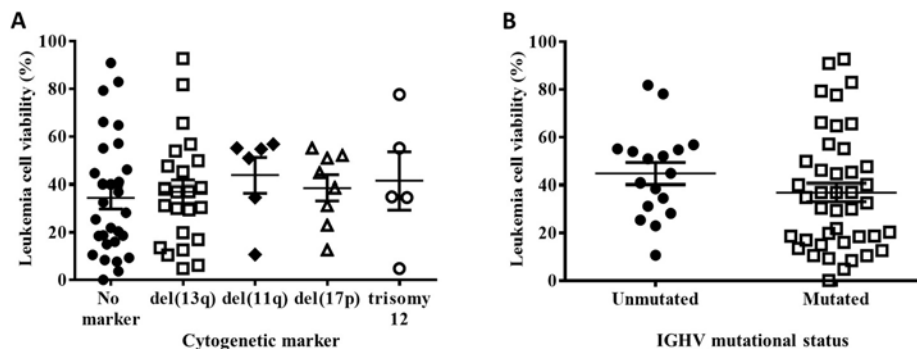 A
Leukemia cell viability (%)
100
80
60
40
20
0
No marker
del(13q)
del(11q)
del(17p)
trisomy 12
Cytogenetic marker
B
Leukemia cell viability (%)
100
80
60
40
20
0
Unmutated
Mutated
IGHV mutational status